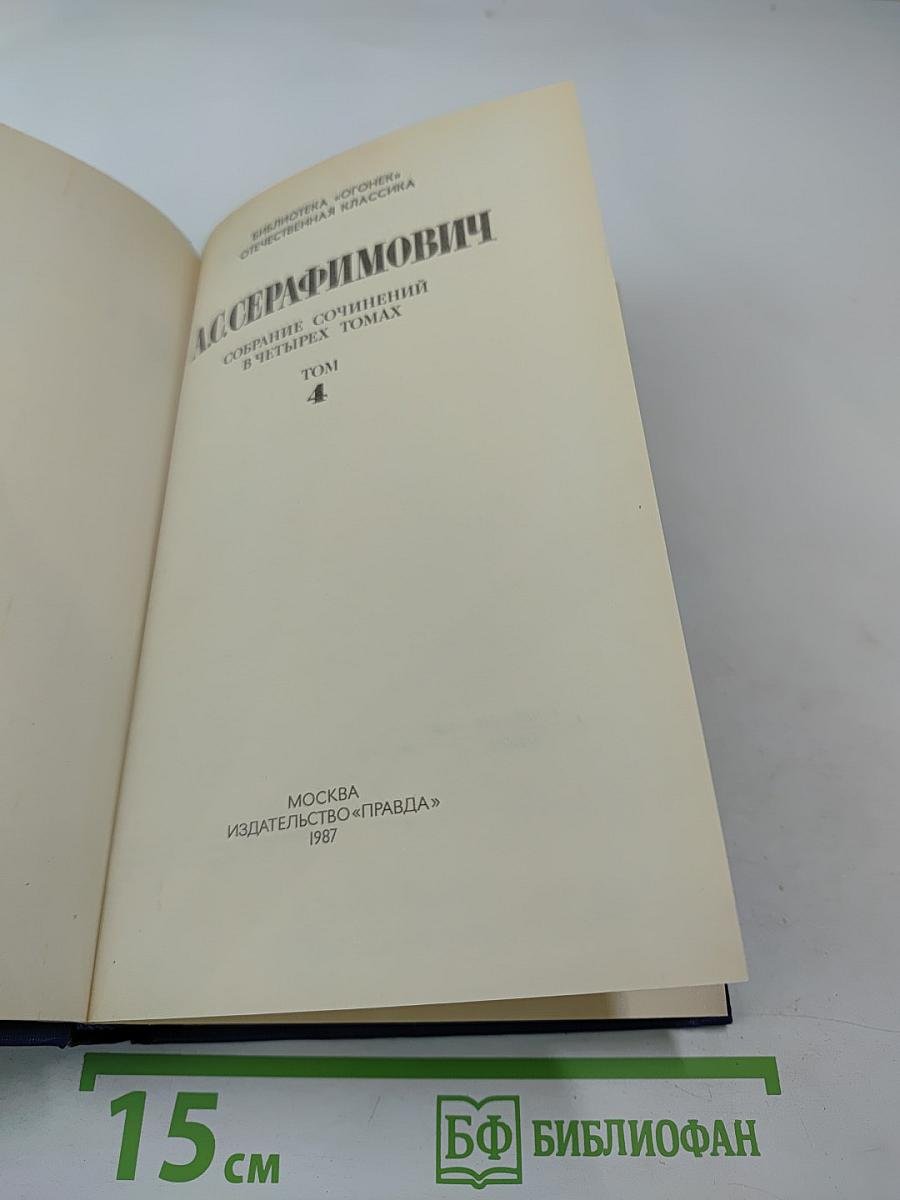 БИБЛИОТЕКА «ОГОНЕК»
ОТЕЧЕСТВЕННАЯ КЛАССИКА
А.С.СЕРАФИМОВИЧ
СОБРАНИЕ СОЧИНЕНИЙ
В ЧЕТЫРЕХ ТОМАХ
ТОМ
4
МОСКВА
ИЗДАТЕЛЬСТВО «ПРАВДА»
1987
15 СМ
БФ БИБЛИОФАН